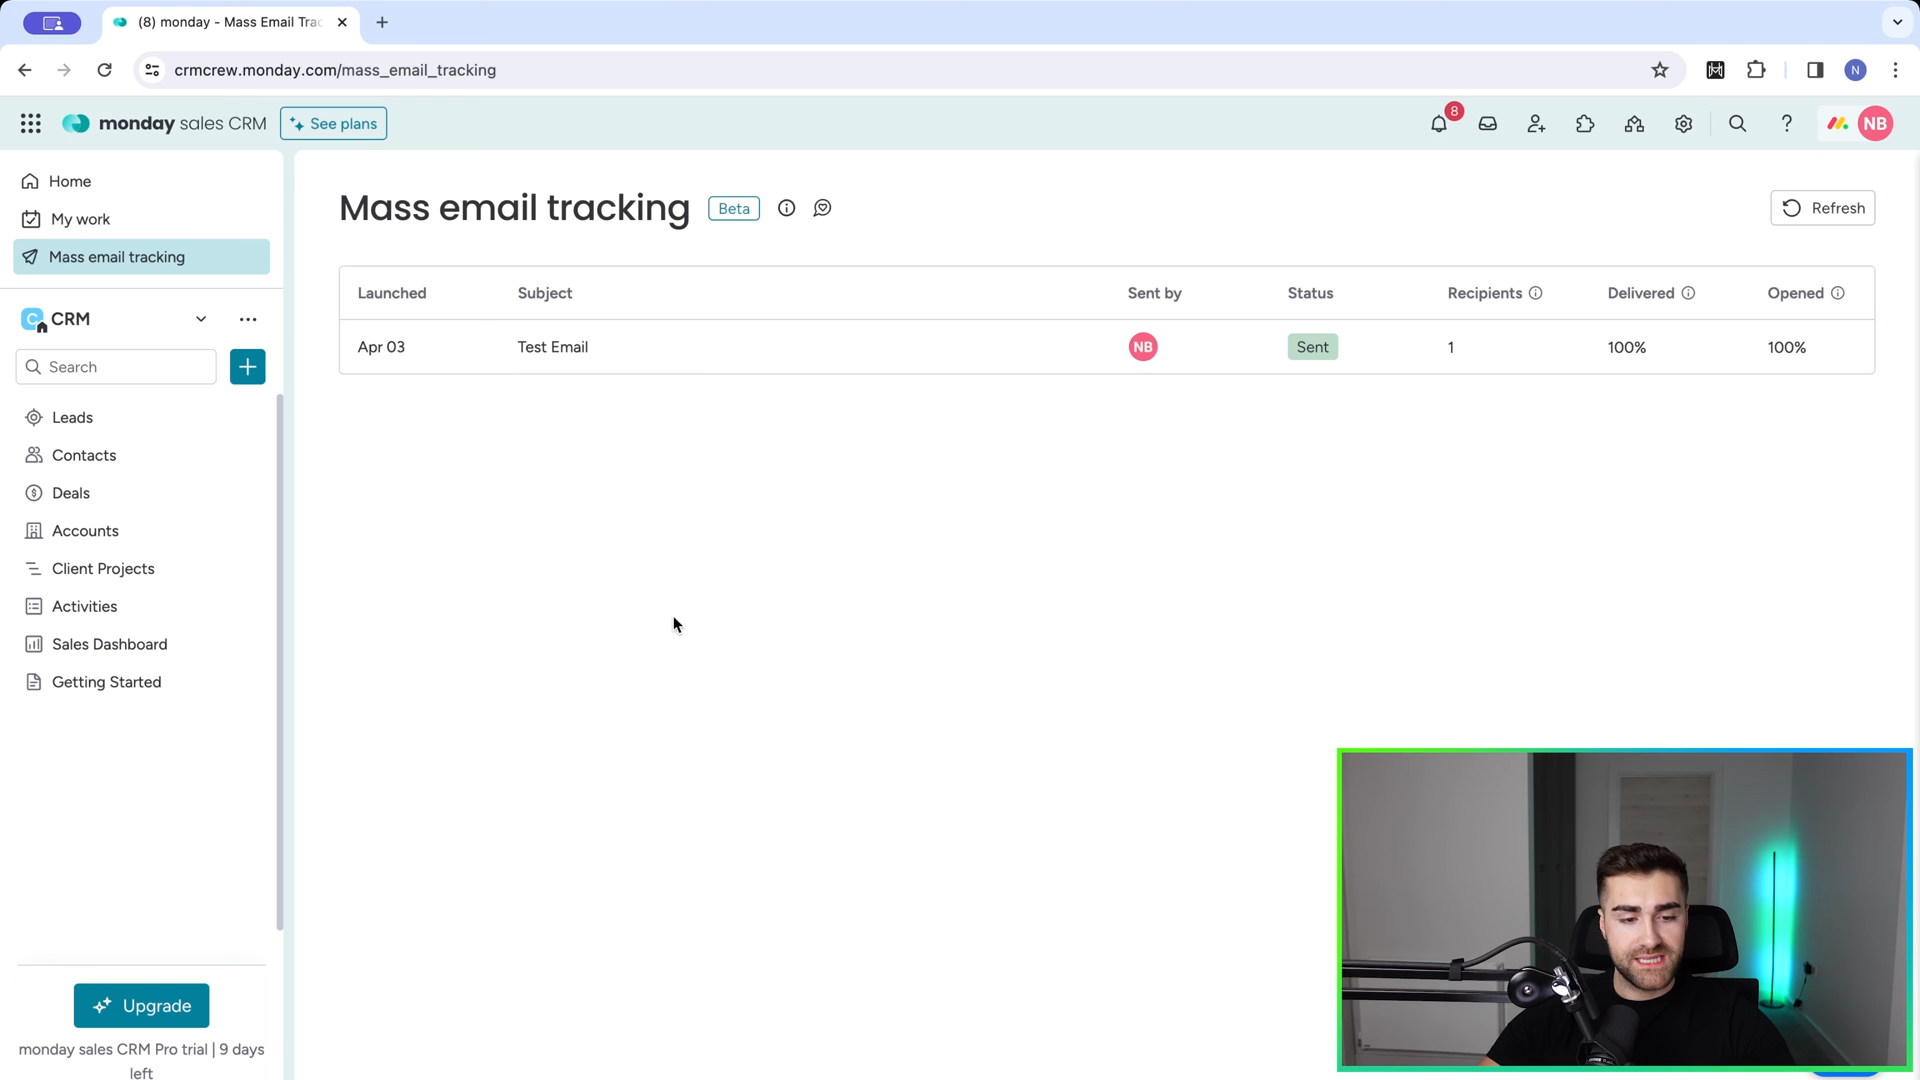 (8) monday - Mass Email Trac
crmcrew.monday.com/mass_email_tracking
N
monday sales CRM
See plans
8
NB
Home
My work
Mass email tracking
C
CRM
Search
Leads
Contacts
Deals
Accounts
Client Projects
Activities
Sales Dashboard
Getting Started
Upgrade
monday sales CRM Pro trial | 9 days
left
Mass email tracking
Beta
Refresh
Launched Subject Sent by Status Recipients Delivered Opened
Apr 03 Test Email NB Sent 1 100% 100%